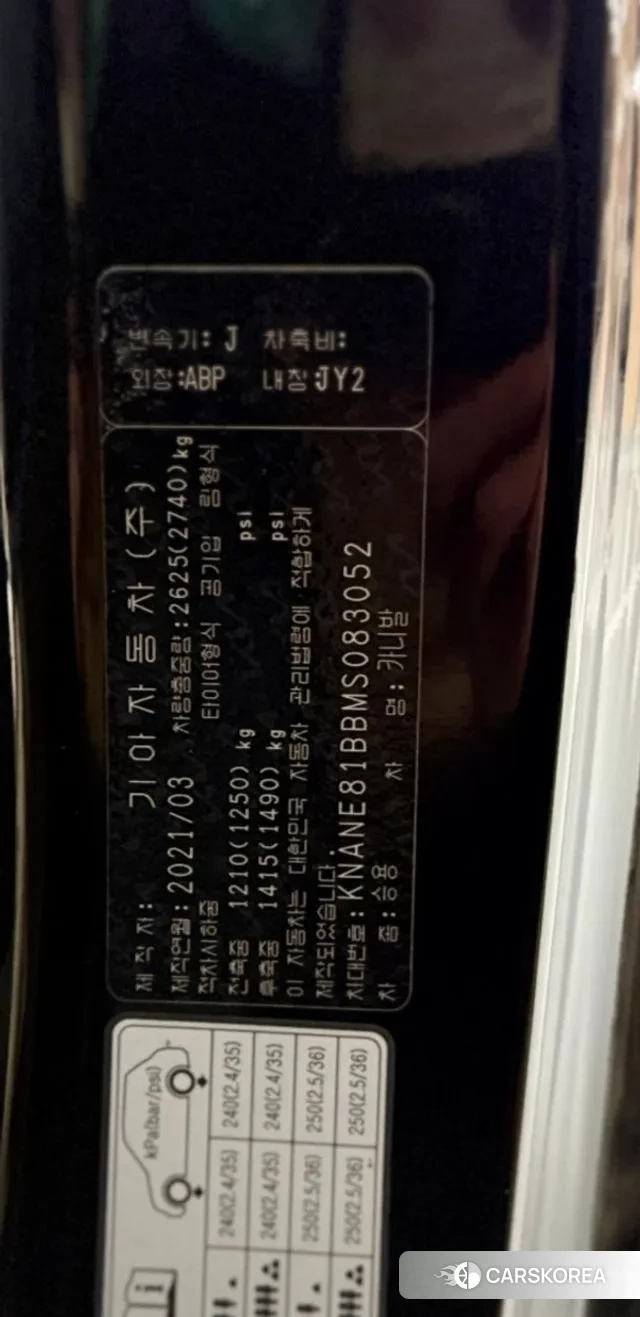 변속기: J 차축비:
외장:ABP 내장:JY2
제 작 자: 기 아 자 동 차 (주)
제작연월: 2021/03 차량총중량:2625(2740)kg
적차시하중 타이어형식 공기압 림형식
전축중 1210(1250) kg psi
후축중 1415(1490) kg psi
이 자동차는 대한민국 자동차 관리법령에 적합하게
제작되었습니다.
차대번호:KNANE81BBMS083052
차 종: 승용 차 명: 카니발
kPa(bar/psi)
240(2.4/35) 240(2.4/35)
240(2.4/35) 240(2.4/35)
250(2.5/36) 250(2.5/36)
250(2.5/36) 250(2.5/36)
CARSKOREA